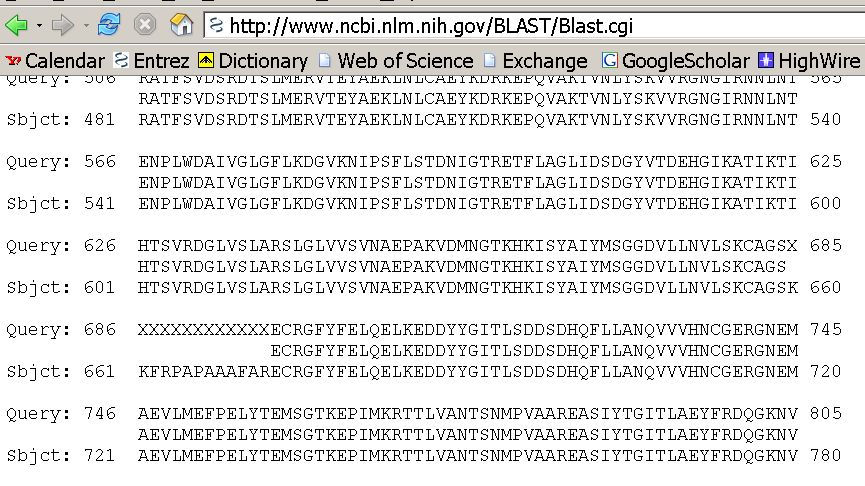 http://www.ncbi.nlm.nih.gov/BLAST/Blast.cgi
Calendar Entrez Dictionary Web of Science Exchange GoogleScholar HighWire
Query: 506 RATFSVDSRDTSLMERVTEYAEKLNLCAEYKDRKEPQVAKTVNLYSKVVRGNGIRNNLNT 565
RATFSVDSRDTSLMERVTEYAEKLNLCAEYKDRKEPQVAKTVNLYSKVVRGNGIRNNLNT
Sbjct: 481 RATFSVDSRDTSLMERVTEYAEKLNLCAEYKDRKEPQVAKTVNLYSKVVRGNGIRNNLNT 540
Query: 566 ENPLWDAIVGLGFLKDGVKNIPSFLSTDNIGTRETFLAGLIDSDGYVTDEHGIKATIKTI 625
ENPLWDAIVGLGFLKDGVKNIPSFLSTDNIGTRETFLAGLIDSDGYVTDEHGIKATIKTI
Sbjct: 541 ENPLWDAIVGLGFLKDGVKNIPSFLSTDNIGTRETFLAGLIDSDGYVTDEHGIKATIKTI 600
Query: 626 HTSVRDGLVSLARSLGLVVSVNAEPAKVDMNGTKHKISYAIYMSGGDVLLNVLSKCAGSX 685
HTSVRDGLVSLARSLGLVVSVNAEPAKVDMNGTKHKISYAIYMSGGDVLLNVLSKCAGS
Sbjct: 601 HTSVRDGLVSLARSLGLVVSVNAEPAKVDMNGTKHKISYAIYMSGGDVLLNVLSKCAGSK 660
Query: 686 XXXXXXXXXXXXECRGFYFELQELKEDDYYGITLSDDSDHQFLLANQVVVHNCGERGNEM 745
ECRGFYFELQELKEDDYYGITLSDDSDHQFLLANQVVVHNCGERGNEM
Sbjct: 661 KFRPAPAAAFARECRGFYFELQELKEDDYYGITLSDDSDHQFLLANQVVVHNCGERGNEM 720
Query: 746 AEVLMEFPELYTEMSGTKEPIMKRTTLVANTSNMPVAAREASIYTGITLAEYFRDQGKNV 805
AEVLMEFPELYTEMSGTKEPIMKRTTLVANTSNMPVAAREASIYTGITLAEYFRDQGKNV
Sbjct: 721 AEVLMEFPELYTEMSGTKEPIMKRTTLVANTSNMPVAAREASIYTGITLAEYFRDQGKNV 780